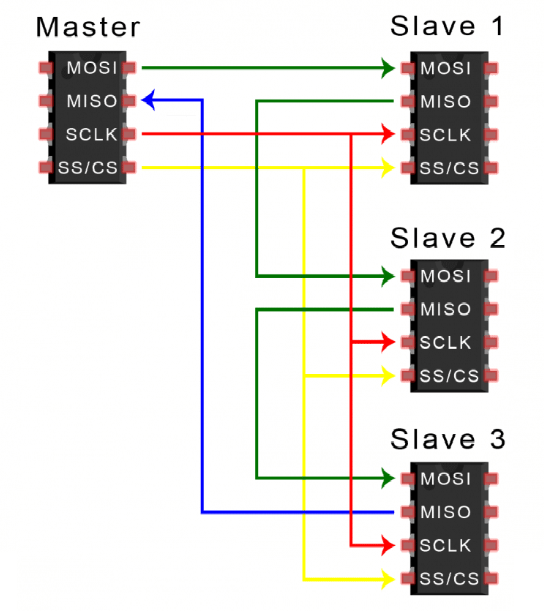 Master
MOSI
MISO
SCLK
SS/CS
Slave 1
MOSI
MISO
SCLK
SS/CS
Slave 2
MOSI
MISO
SCLK
SS/CS
Slave 3
MOSI
MISO
SCLK
SS/CS